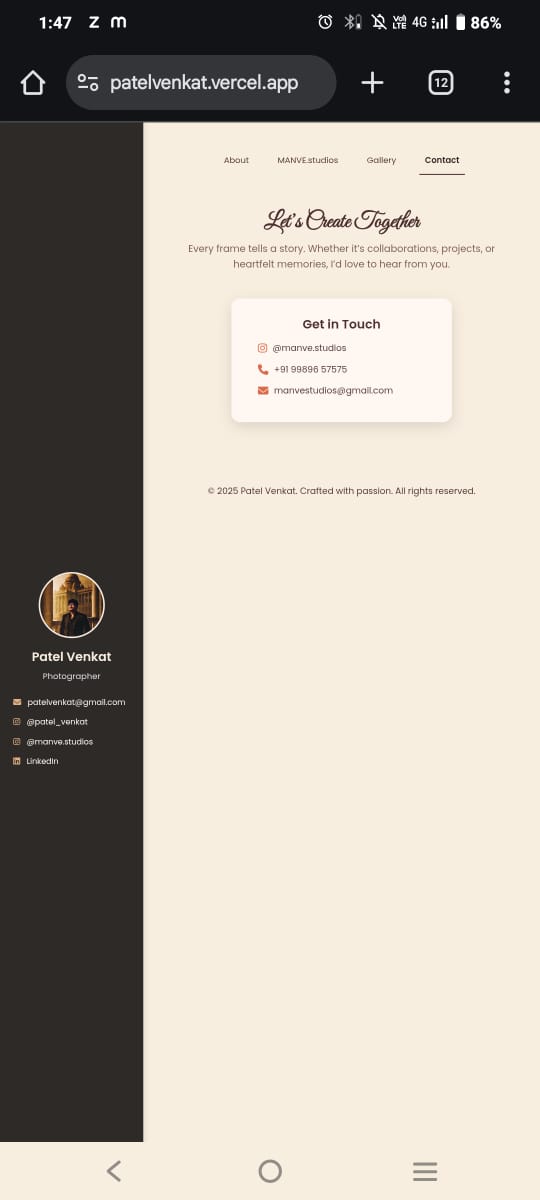 1:47 Z m Vo) LTE 4G 86%
patelvenkat.vercel.app
12
About MANVE.studios Gallery Contact
Let's Create Together
Every frame tells a story. Whether it's collaborations, projects, or
heartfelt memories, I'd love to hear from you.
Get in Touch
@manve.studios
+91 99896 57575
manvestudios@gmail.com
© 2025 Patel Venkat. Crafted with passion. All rights reserved.
Patel Venkat
Photographer
patelvenkat@gmail.com
@patel_venkat
@manve.studios
LinkedIn